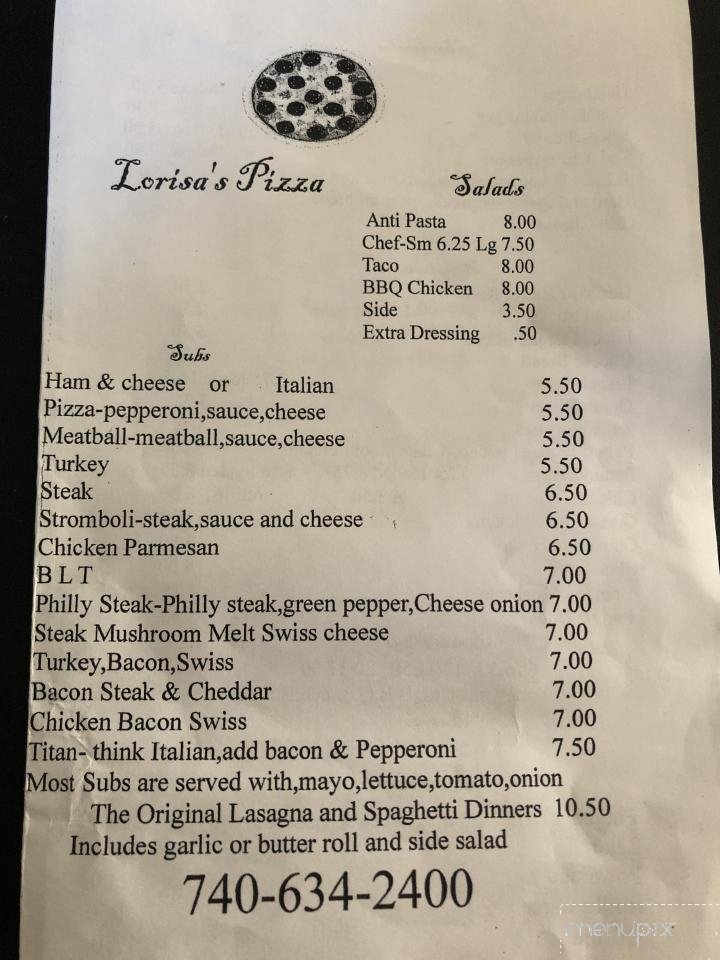 Lorisa's Pizza
Salads
Anti Pasta 8.00
Chef-Sm 6.25 Lg 7.50
Taco 8.00
BBQ Chicken 8.00
Side 3.50
Extra Dressing .50
Subs
Ham & cheese or Italian 5.50
Pizza-pepperoni,sauce,cheese 5.50
Meatball-meatball,sauce,cheese 5.50
Turkey 5.50
Steak 6.50
Stromboli-steak,sauce and cheese 6.50
Chicken Parmesan 6.50
B L T 7.00
Philly Steak-Philly steak,green pepper,Cheese onion 7.00
Steak Mushroom Melt Swiss cheese 7.00
Turkey,Bacon,Swiss 7.00
Bacon Steak & Cheddar 7.00
Chicken Bacon Swiss 7.00
Titan- think Italian,add bacon & Pepperoni 7.50
Most Subs are served with,mayo,lettuce,tomato,onion
The Original Lasagna and Spaghetti Dinners 10.50
Includes garlic or butter roll and side salad
740-634-2400
menupix